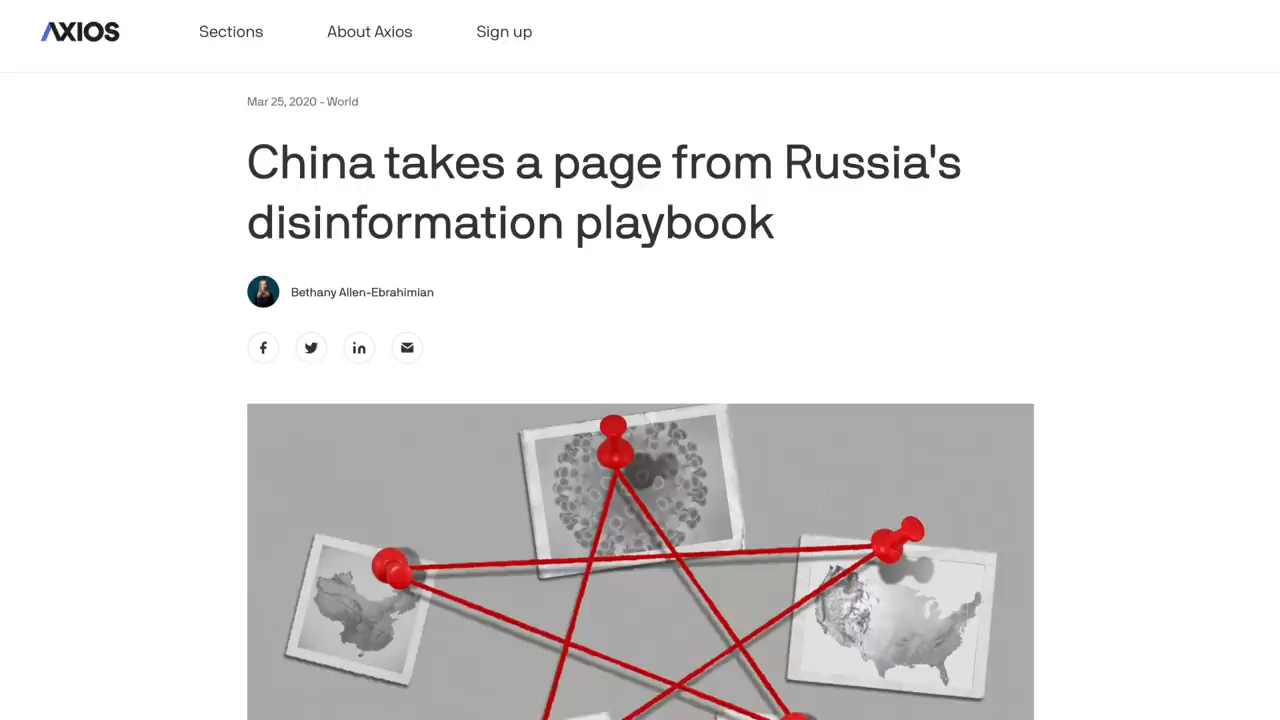 AXIOS
Sections
About Axios
Sign up
Mar 25, 2020 - World
China takes a page from Russia's
disinformation playbook
Bethany Allen-Ebrahimian